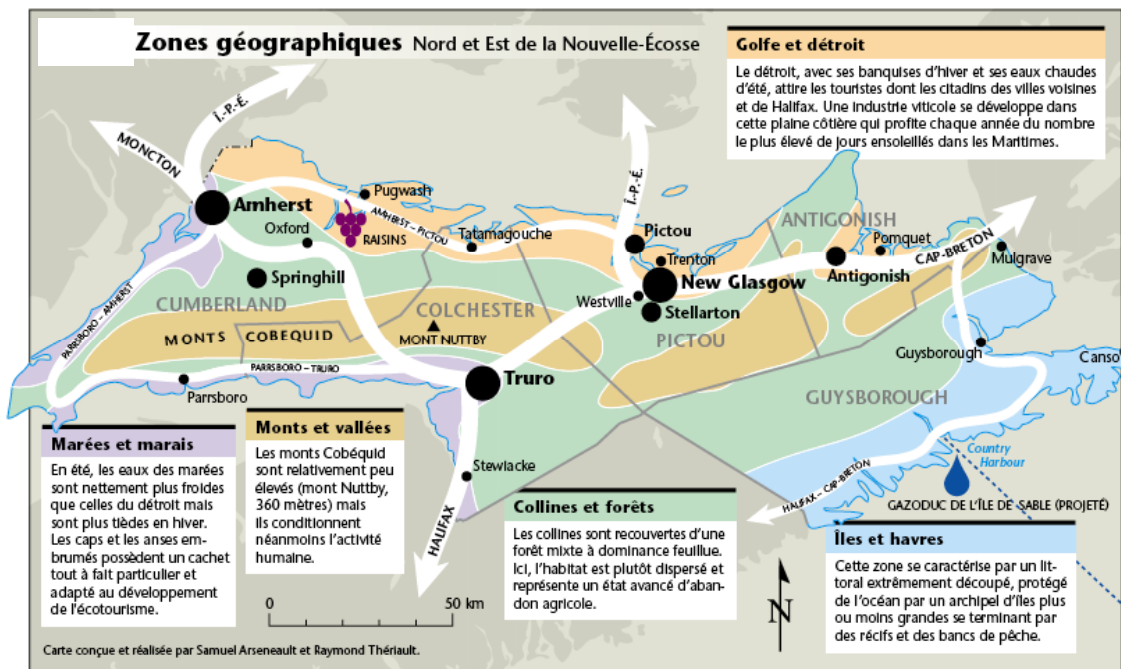 Zones géographiques Nord et Est de la Nouvelle-Écosse
Golfe et détroit
Le détroit, avec ses banquises d'hiver et ses eaux chaudes
d'été, attire les touristes dont les citadins des villes voisines
et de Halifax. Une industrie viticole se développe dans
cette plaine côtière qui profite chaque année du nombre
le plus élevé de jours ensoleillés dans les Maritimes.
MONCTON
Î.-P.-É.
Î.-P.-É.
Amherst
Pugwash
AMHERST – PICTOU
Oxford
RAISINS
Tatamagouche
Pictou
Trenton
ANTIGONISH
Pomquet
CAP-BRETON
Antigonish
Mulgrave
Springhill
New Glasgow
Westville
Stellarton
CUMBERLAND
COLCHESTER
PICTOU
PARRSBORO – AMHERST
MONTS COBEQUID
MONT NUTTBY
Guysborough
Canso
PARRSBORO – TRURO
Parrsboro
Truro
GUYSBOROUGH
Stewiacke
HALIFAX
HALIFAX – CAP-BRETON
Country
Harbour
GAZODUC DE L'ÎLE DE SABLE (PROJETÉ)
Marées et marais
En été, les eaux des marées
sont nettement plus froides
que celles du détroit mais
sont plus tièdes en hiver.
Les caps et les anses em-
brumés possèdent un cachet
tout à fait particulier et
adapté au développement
de l'écotourisme.
Monts et vallées
Les monts Cobéquid
sont relativement peu
élevés (mont Nuttby,
360 mètres) mais
ils conditionnent
néanmoins l'activité
humaine.
Collines et forêts
Les collines sont recouvertes d'une
forêt mixte à dominance feuillue.
Ici, l'habitat est plutôt dispersé et
représente un état avancé d'aban-
don agricole.
Îles et havres
Cette zone se caractérise par un lit-
toral extrêmement découpé, protégé
de l'océan par un archipel d'îles plus
ou moins grandes se terminant par
des récifs et des bancs de pêche.
0 50 km
N
Carte conçue et réalisée par Samuel Arseneault et Raymond Thériault.